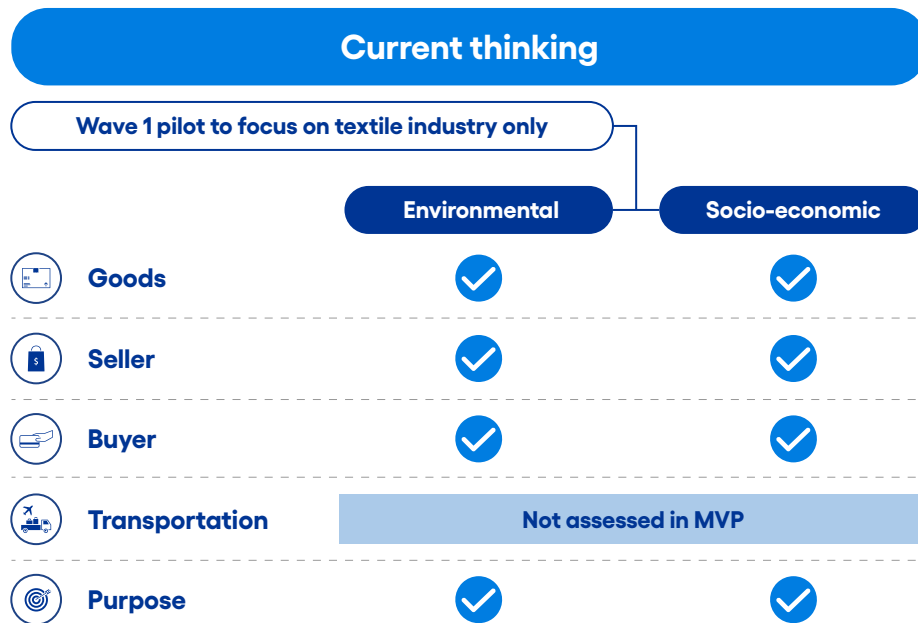 Current thinking
Wave 1 pilot to focus on textile industry only
Environmental Socio-economic
Goods
Seller
Buyer
Transportation Not assessed in MVP
Purpose